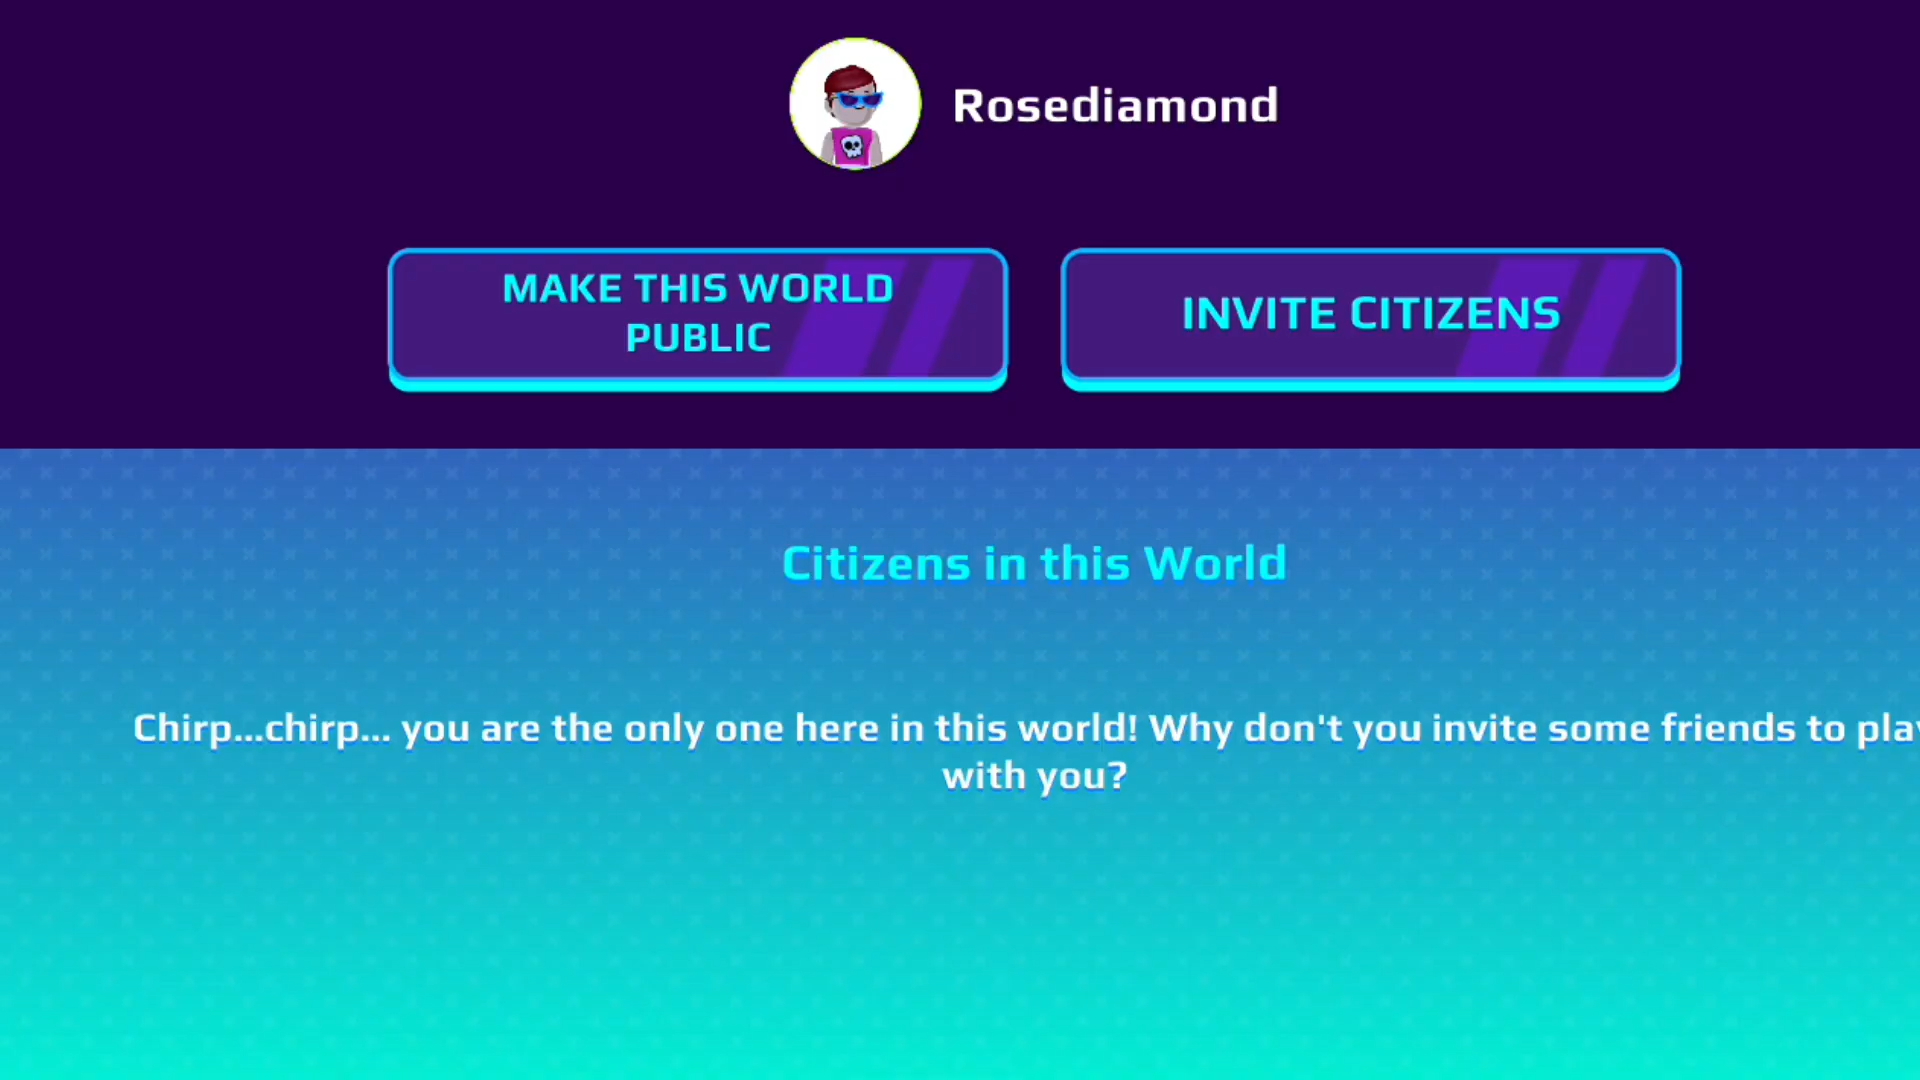 Rosediamond
MAKE THIS WORLD
PUBLIC
INVITE CITIZENS
Citizens in this World
Chirp...chirp... you are the only one here in this world! Why don't you invite some friends to play
with you?